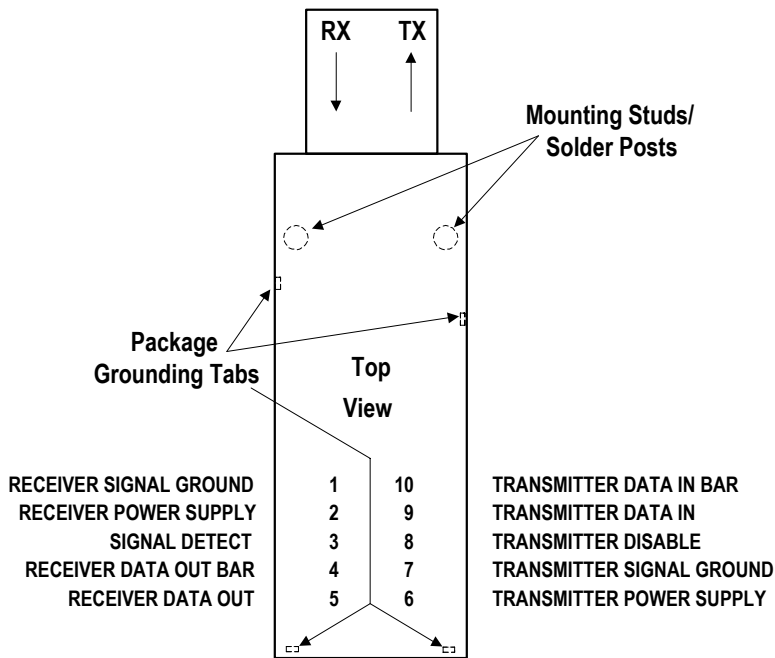 RX TX
Mounting Studs/
Solder Posts
Package
Grounding Tabs
Top
View
RECEIVER SIGNAL GROUND 1 10 TRANSMITTER DATA IN BAR
RECEIVER POWER SUPPLY 2 9 TRANSMITTER DATA IN
SIGNAL DETECT 3 8 TRANSMITTER DISABLE
RECEIVER DATA OUT BAR 4 7 TRANSMITTER SIGNAL GROUND
RECEIVER DATA OUT 5 6 TRANSMITTER POWER SUPPLY